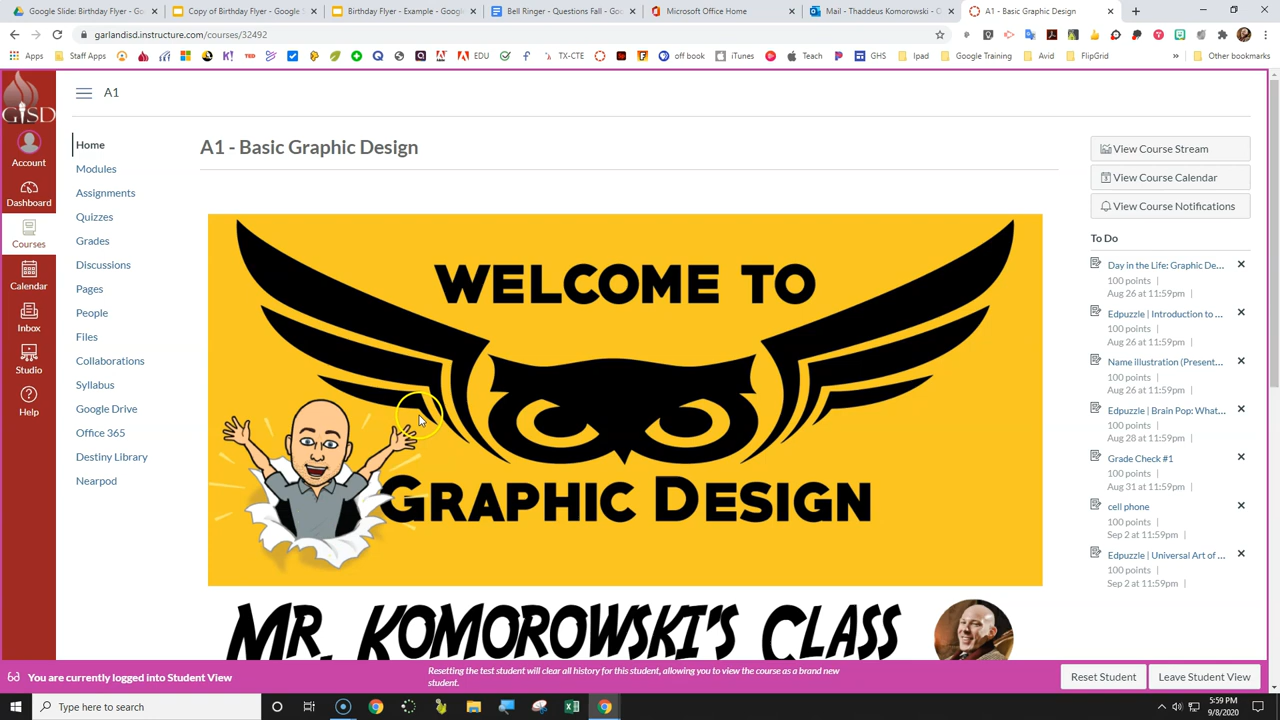 Google Slide: Birthday Flyer - Go
Copy of Birthday Flyer - Google
Birthday Flyer - Example - Googl
Bell Ringer - Questions Fall - Go
Microsoft Office Home
Mail - Thaddeus Komorowski - C
A1 - Basic Graphic Design
garlandisd.instructure.com/courses/32492
Apps
Staff Apps
TED
EDU
TX-CTE
off book
iTunes
Teach
GHS
Ipad
Google Training
Avid
FlipGrid
»
Other bookmarks
GISD
A1
Account
Dashboard
Courses
Calendar
Inbox
Studio
Help
Home
Modules
Assignments
Quizzes
Grades
Discussions
Pages
People
Files
Collaborations
Syllabus
Google Drive
Office 365
Destiny Library
Nearpod
A1 - Basic Graphic Design
WELCOME TO
GRAPHIC DESIGN
MR. KOMOROWSKI'S CLASS
View Course Stream
View Course Calendar
View Course Notifications
To Do
Day in the Life: Graphic De...
100 points |
Aug 26 at 11:59pm |
Edpuzzle | Introduction to ...
100 points |
Aug 26 at 11:59pm |
Name illustration (Present...
100 points |
Aug 26 at 11:59pm |
Edpuzzle | Brain Pop: What...
100 points |
Aug 28 at 11:59pm |
Grade Check #1
100 points |
Aug 31 at 11:59pm |
cell phone
100 points |
Sep 2 at 11:59pm |
Edpuzzle | Universal Art of ...
100 points |
Sep 2 at 11:59pm |
You are currently logged into Student View
Resetting the test student will clear all history for this student, allowing you to view the course as a brand new
student.
Reset Student
Leave Student View
Type here to search
5:59 PM
9/8/2020